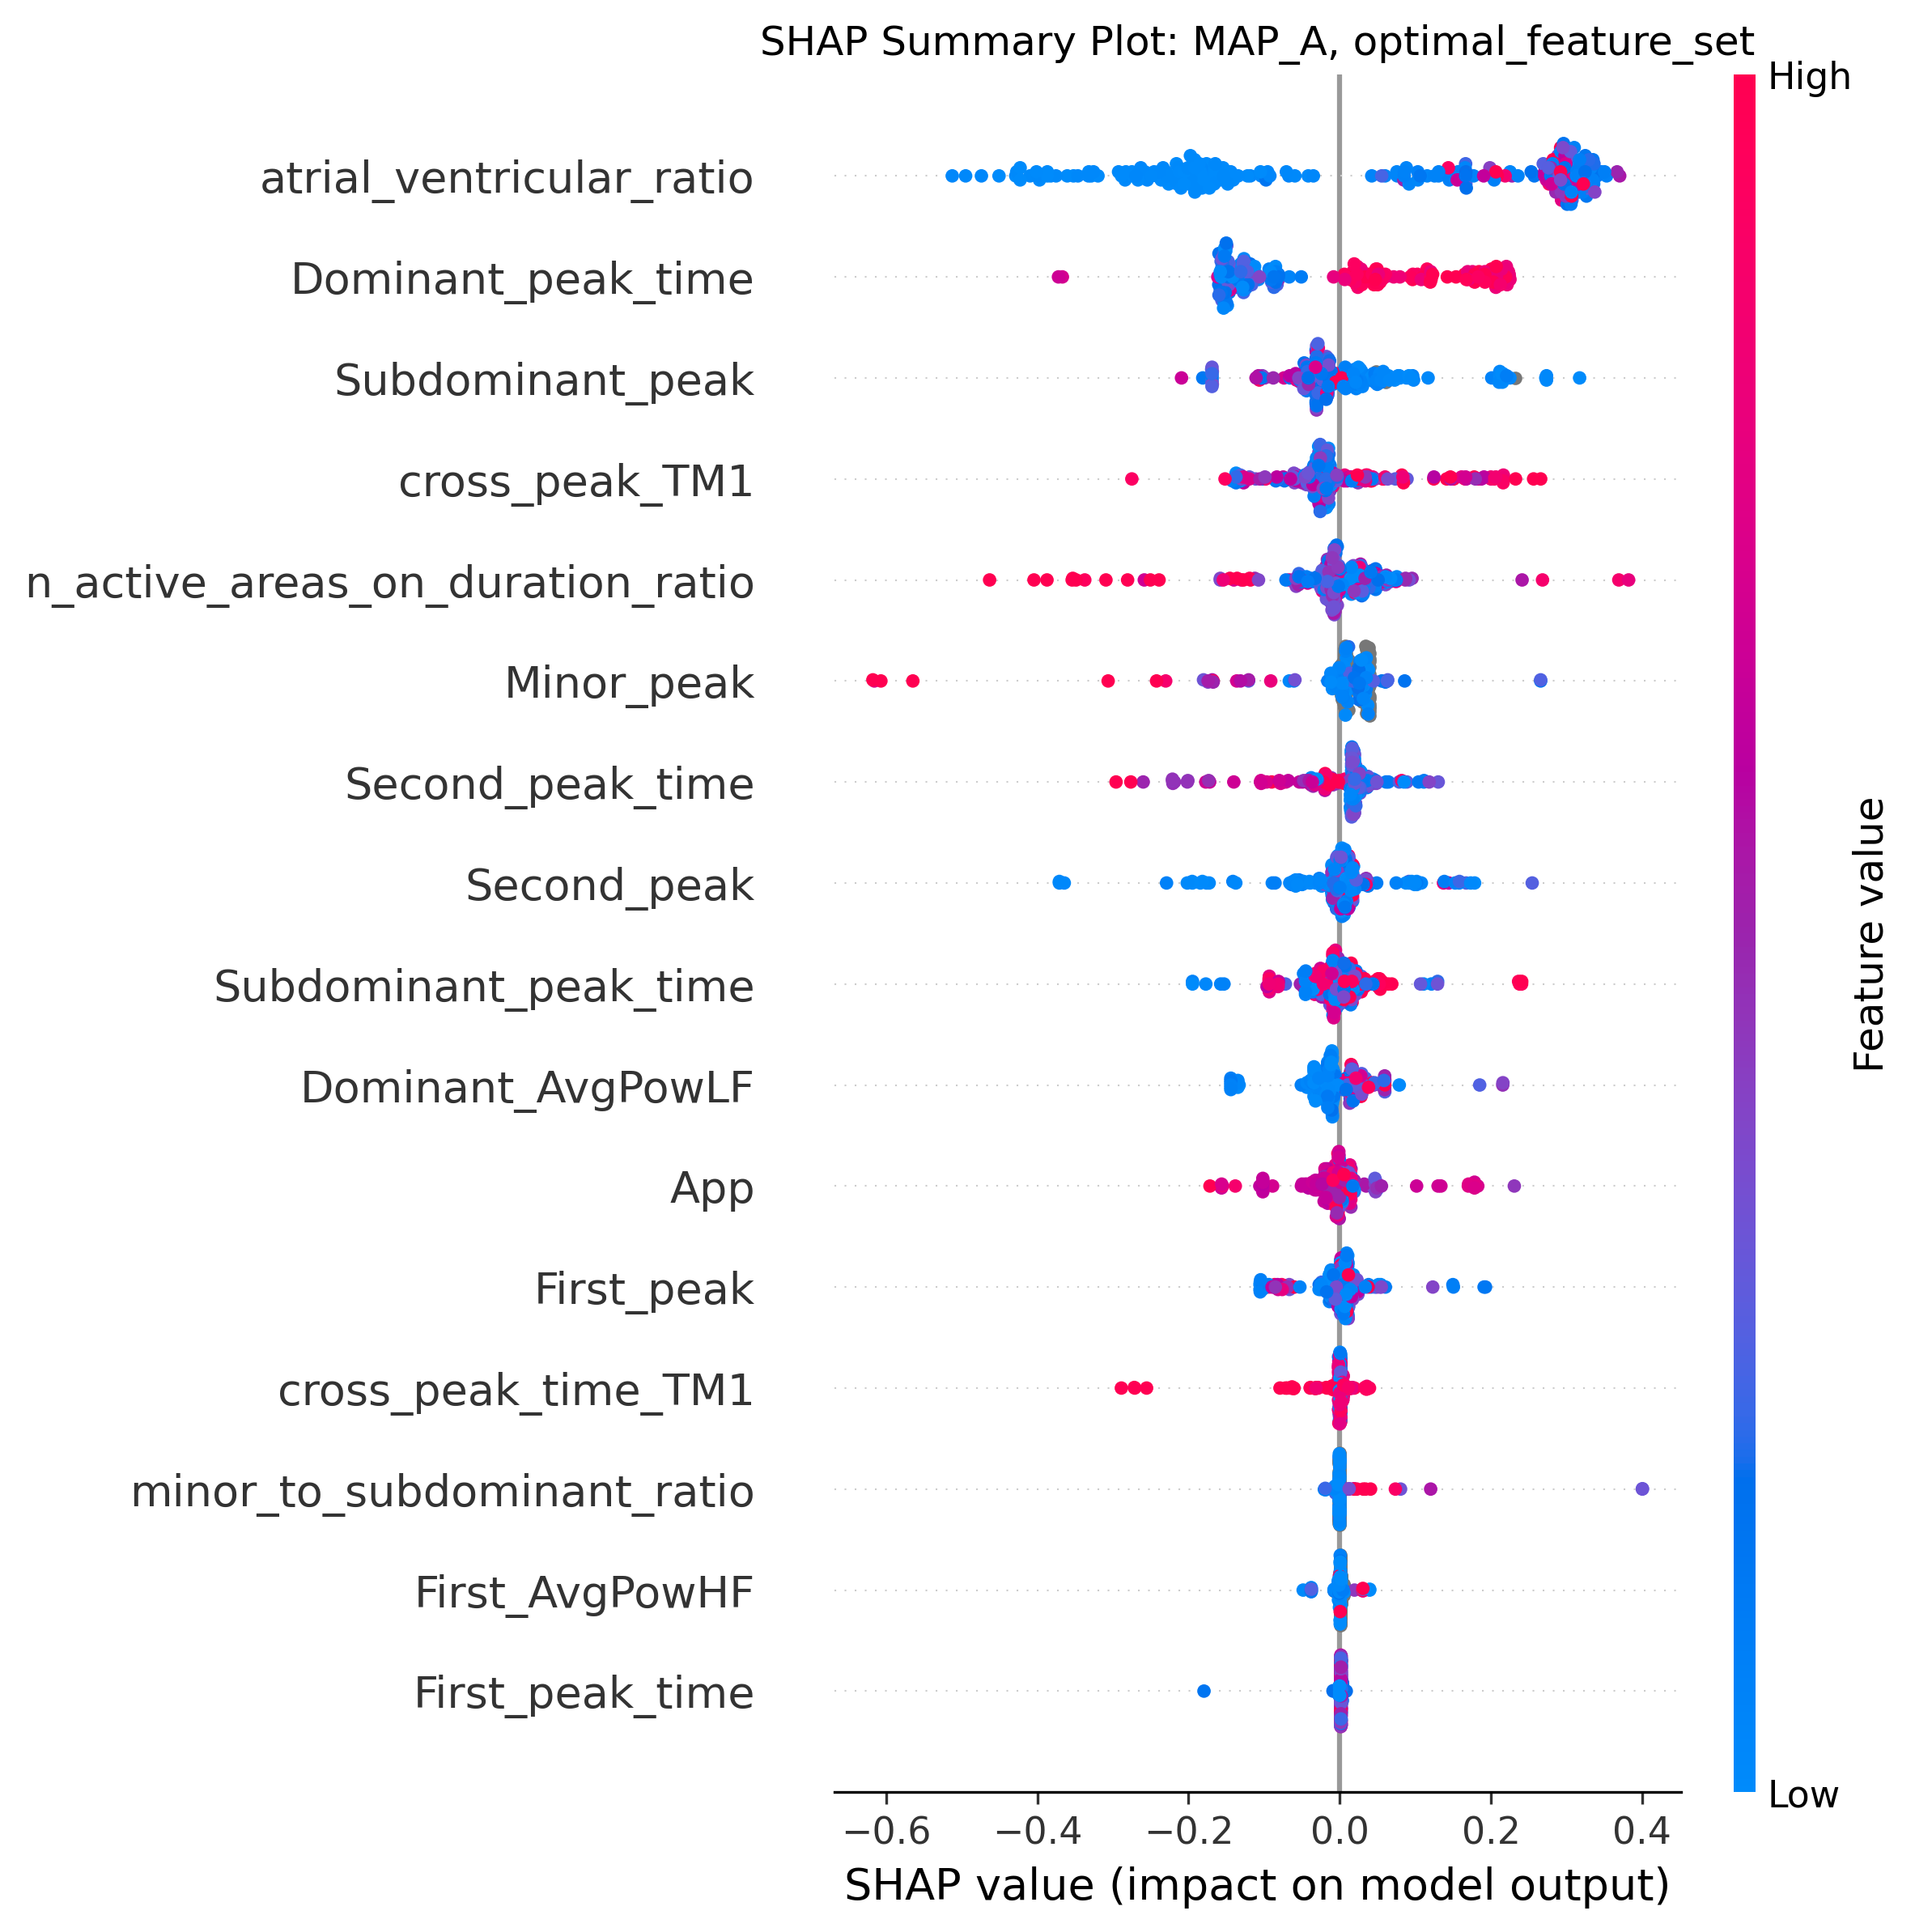 SHAP Summary Plot: MAP_A, optimal_feature_set
High
atrial_ventricular_ratio
Dominant_peak_time
Subdominant_peak
cross_peak_TM1
n_active_areas_on_duration_ratio
Minor_peak
Second_peak_time
Second_peak
Subdominant_peak_time
Dominant_AvgPowLF
App
First_peak
cross_peak_time_TM1
minor_to_subdominant_ratio
First_AvgPowHF
First_peak_time
Feature value
Low
−0.6 −0.4 −0.2 0.0 0.2 0.4
SHAP value (impact on model output)